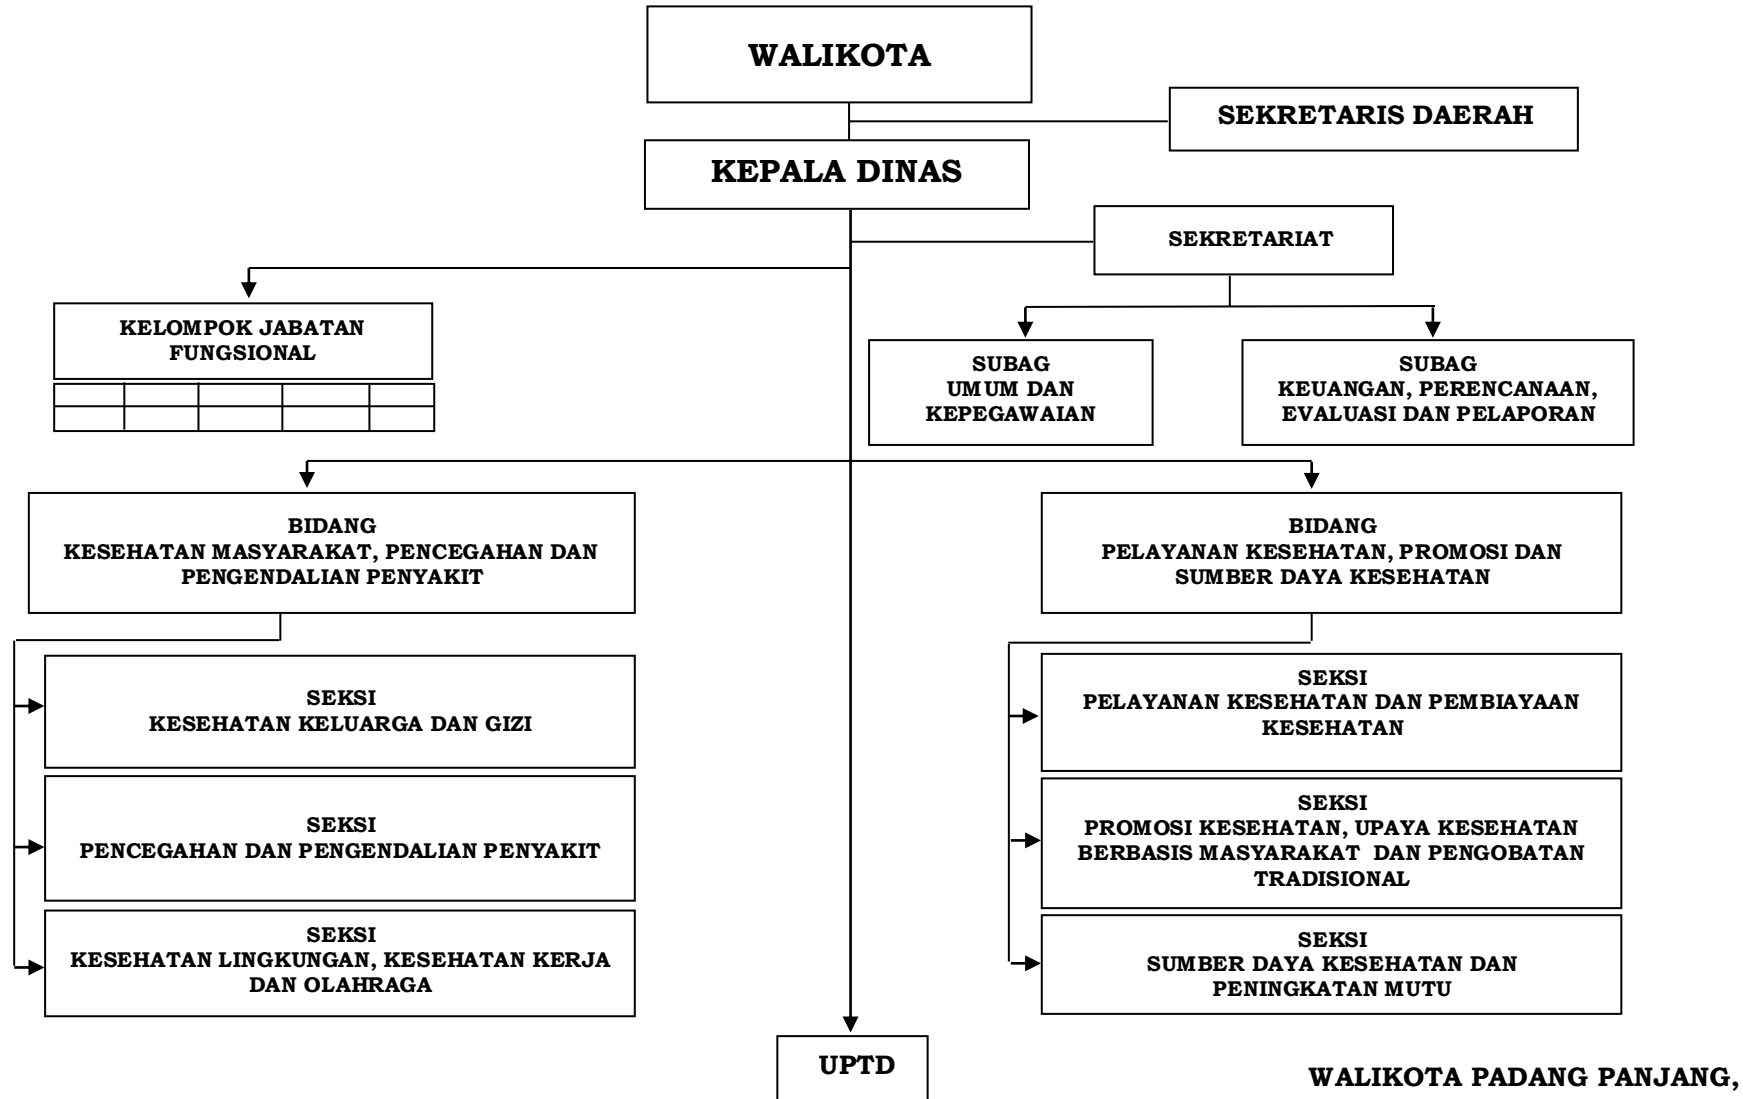 WALIKOTA
SEKRETARIS DAERAH
KEPALA DINAS
SEKRETARIAT
KELOMPOK JABATAN
FUNGSIONAL
SUBAG
UMUM DAN
KEPEGAWAIAN
SUBAG
KEUANGAN, PERENCANAAN,
EVALUASI DAN PELAPORAN
BIDANG
KESEHATAN MASYARAKAT, PENCEGAHAN DAN
PENGENDALIAN PENYAKIT
BIDANG
PELAYANAN KESEHATAN, PROMOSI DAN
SUMBER DAYA KESEHATAN
SEKSI
KESEHATAN KELUARGA DAN GIZI
SEKSI
PENCEGAHAN DAN PENGENDALIAN PENYAKIT
SEKSI
KESEHATAN LINGKUNGAN, KESEHATAN KERJA
DAN OLAHRAGA
SEKSI
PELAYANAN KESEHATAN DAN PEMBIAYAAN
KESEHATAN
SEKSI
PROMOSI KESEHATAN, UPAYA KESEHATAN
BERBASIS MASYARAKAT DAN PENGOBATAN
TRADISIONAL
SEKSI
SUMBER DAYA KESEHATAN DAN
PENINGKATAN MUTU
UPTD
WALIKOTA PADANG PANJANG,